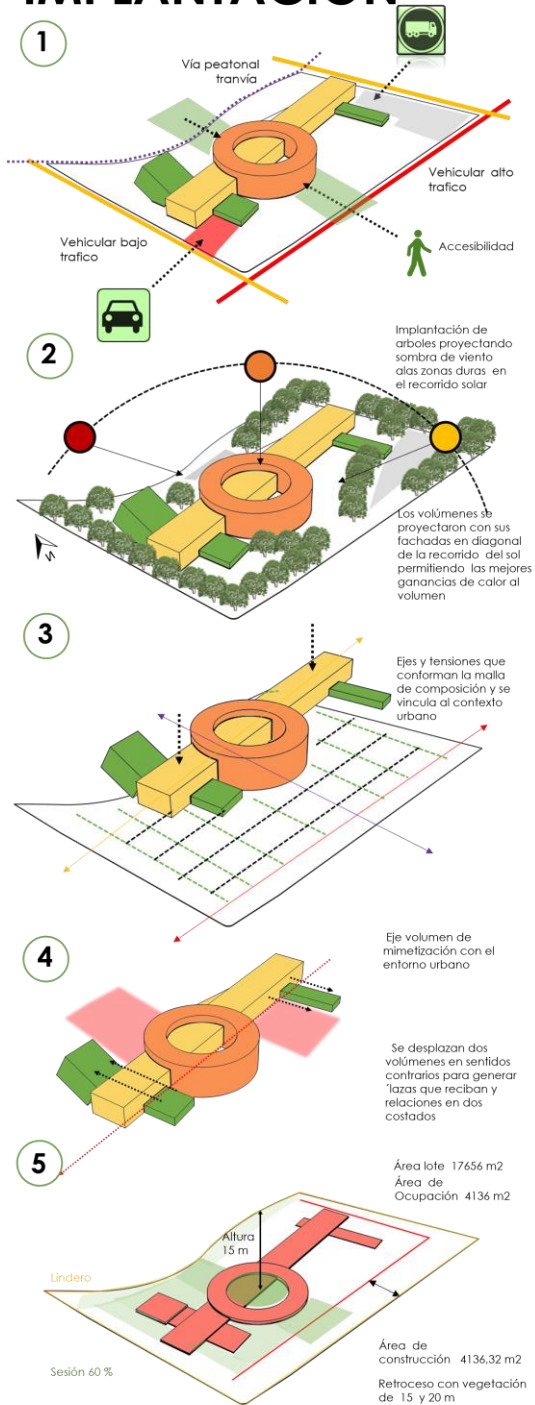 IMPLANTACIÓN
1
Vía peatonal
tranvía
Vehicular alto
trafico
Accesibilidad
Vehicular bajo
trafico
2
Implantación de
arboles proyectando
sombra de viento
alas zonas duras en
el recorrido solar
N
Los volúmenes se
proyectaron con sus
fachadas en diagonal
de la recorrido del sol
permitiendo las mejores
ganancias de calor al
volumen
3
Ejes y tensiones que
conforman la malla
de composición y se
vincula al contexto
urbano
4
Eje volumen de
mimetización con el
entorno urbano
Se desplazan dos
volúmenes en sentidos
contrarios para generar
´lazas que reciban y
relaciones en dos
costados
5
Área lote 17656 m2
Área de
Ocupación 4136 m2
Altura
15 m
Lindero
Sesión 60 %
Área de
construcción 4136,32 m2
Retroceso con vegetación
de 15 y 20 m